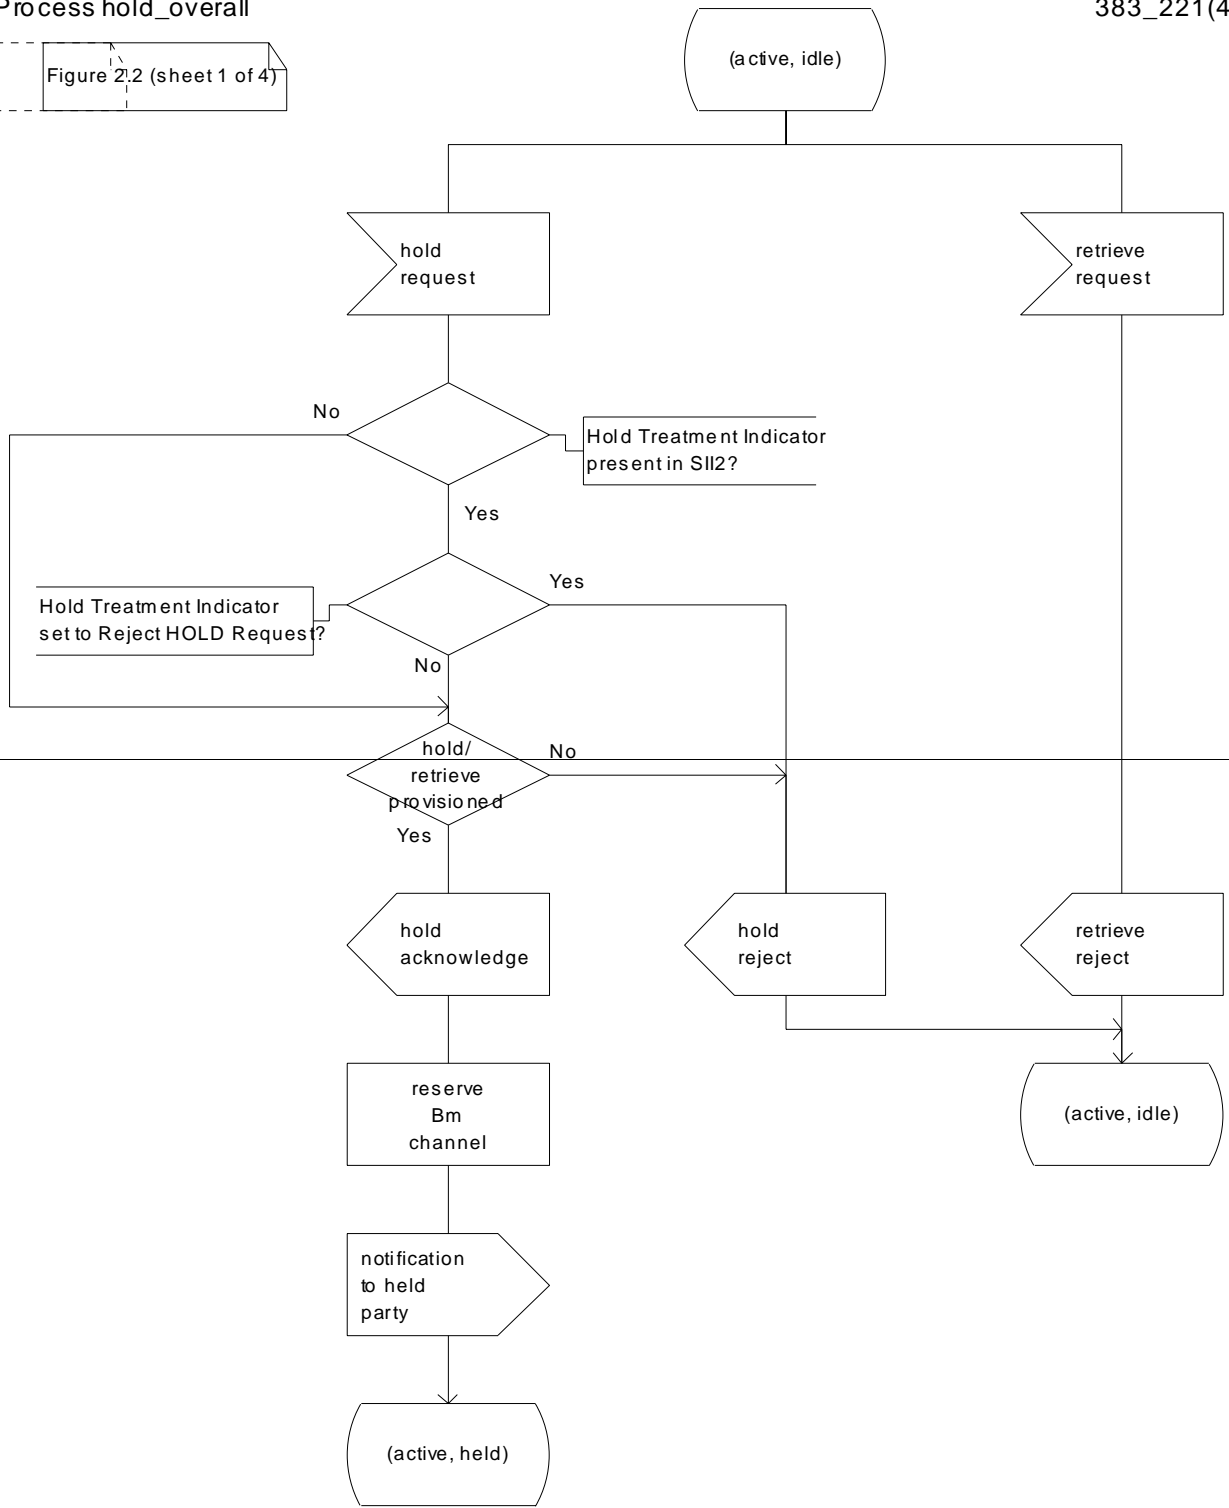 Process hold_overall
383_221(4
Figure 2.2 (sheet 1 of 4)
(active, idle)
hold
request
retrieve
request
No
Hold Treatment Indicator
present in SII2?
Yes
Yes
Hold Treatment Indicator
set to Reject HOLD Request?
No
hold/
retrieve
provisioned
No
Yes
hold
acknowledge
hold
reject
retrieve
reject
reserve
Bm
channel
(active, idle)
notification
to held
party
(active, held)